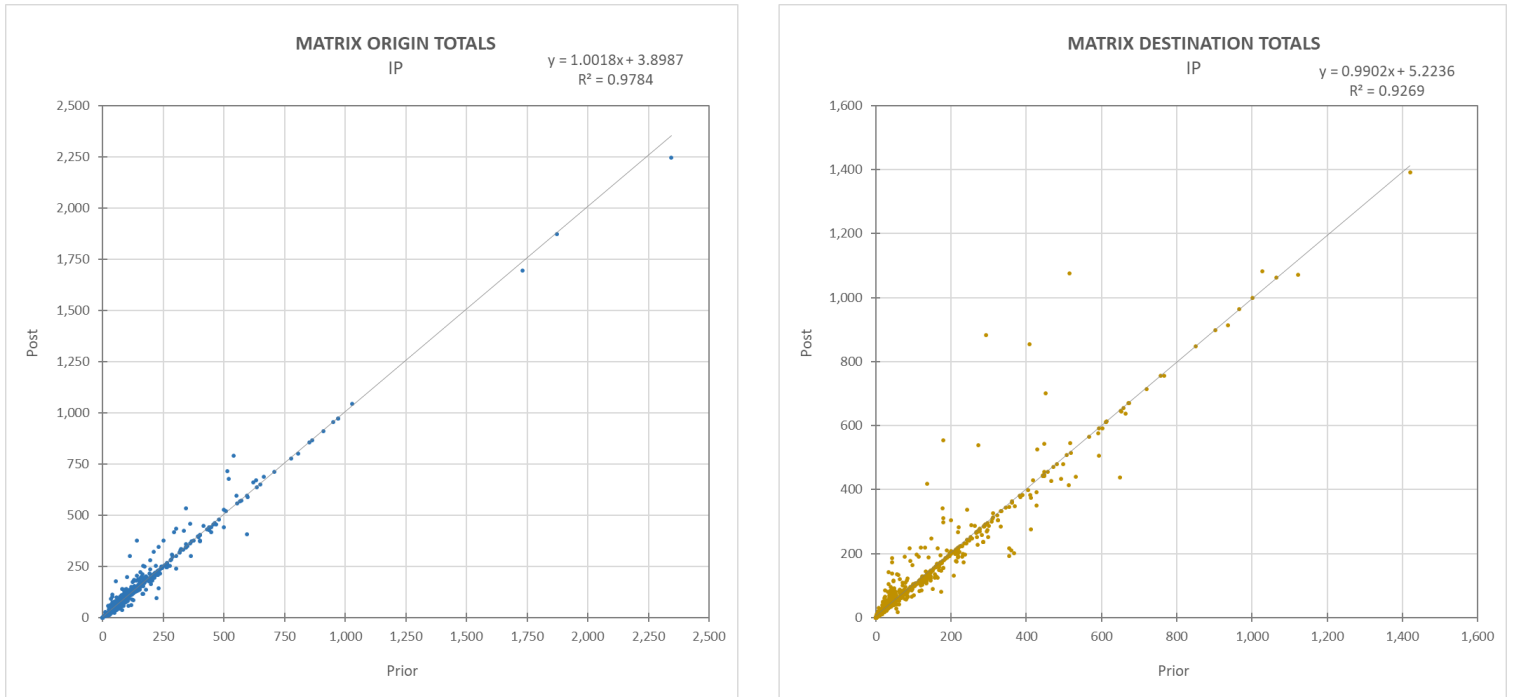 MATRIX ORIGIN TOTALS
IP
y = 1.0018x + 3.8987
R² = 0.9784
2,500
2,250
2,000
1,750
1,500
1,250
1,000
750
500
250
0
0 250 500 750 1,000 1,250 1,500 1,750 2,000 2,250 2,500
Post
Prior
MATRIX DESTINATION TOTALS
IP
y = 0.9902x + 5.2236
R² = 0.9269
1,600
1,400
1,200
1,000
800
600
400
200
0
0 200 400 600 800 1,000 1,200 1,400 1,600
Post
Prior